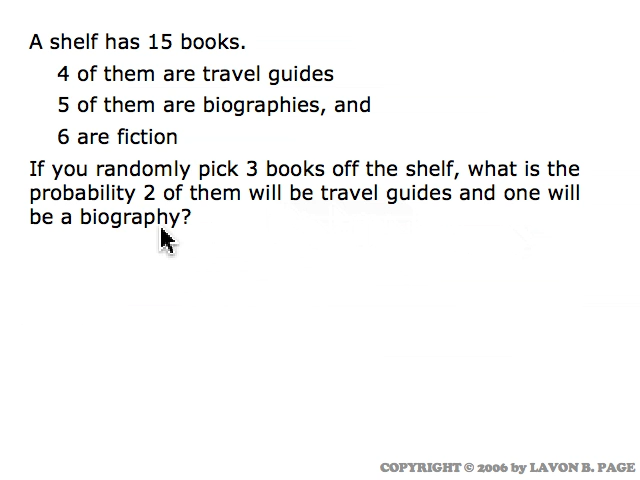 A shelf has 15 books.
4 of them are travel guides
5 of them are biographies, and
6 are fiction
If you randomly pick 3 books off the shelf, what is the
probability 2 of them will be travel guides and one will
be a biography?
COPYRIGHT © 2006 by LAVON B. PAGE